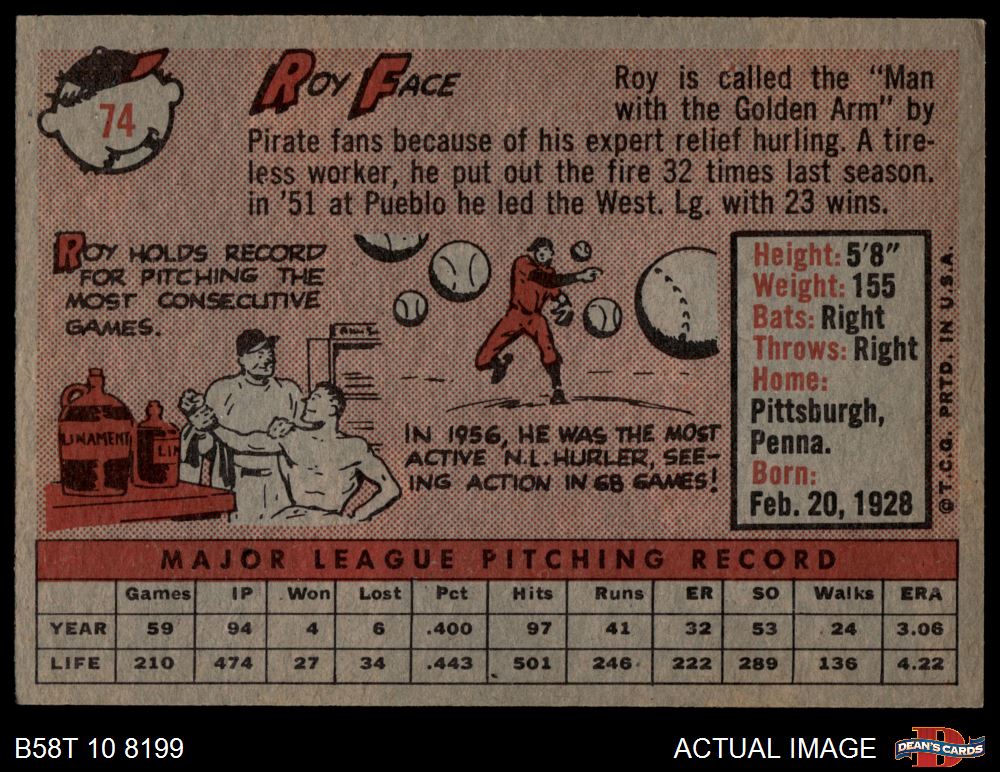 74
ROY FACE
Roy is called the "Man
with the Golden Arm" by
Pirate fans because of his expert relief hurling. A tire-
less worker, he put out the fire 32 times last season.
in '51 at Pueblo he led the West. Lg. with 23 wins.
ROY HOLDS RECORD
FOR PITCHING THE
MOST CONSECUTIVE
GAMES.
LINAMENT
LIN
IN 1956, HE WAS THE MOST
ACTIVE N.L. HURLER, SEE-
ING ACTION IN 68 GAMES!
Height: 5'8"
Weight: 155
Bats: Right
Throws: Right
Home:
Pittsburgh,
Penna.
Born:
Feb. 20, 1928
© T.C.G. PRTD. IN U.S.A.
MAJOR LEAGUE PITCHING RECORD
Games IP Won Lost Pct Hits Runs ER SO Walks ERA
YEAR 59 94 4 6 .400 97 41 32 53 24 3.06
LIFE 210 474 27 34 .443 501 246 222 289 136 4.22
B58T 10 8199
ACTUAL IMAGE
DEAN'S CARDS